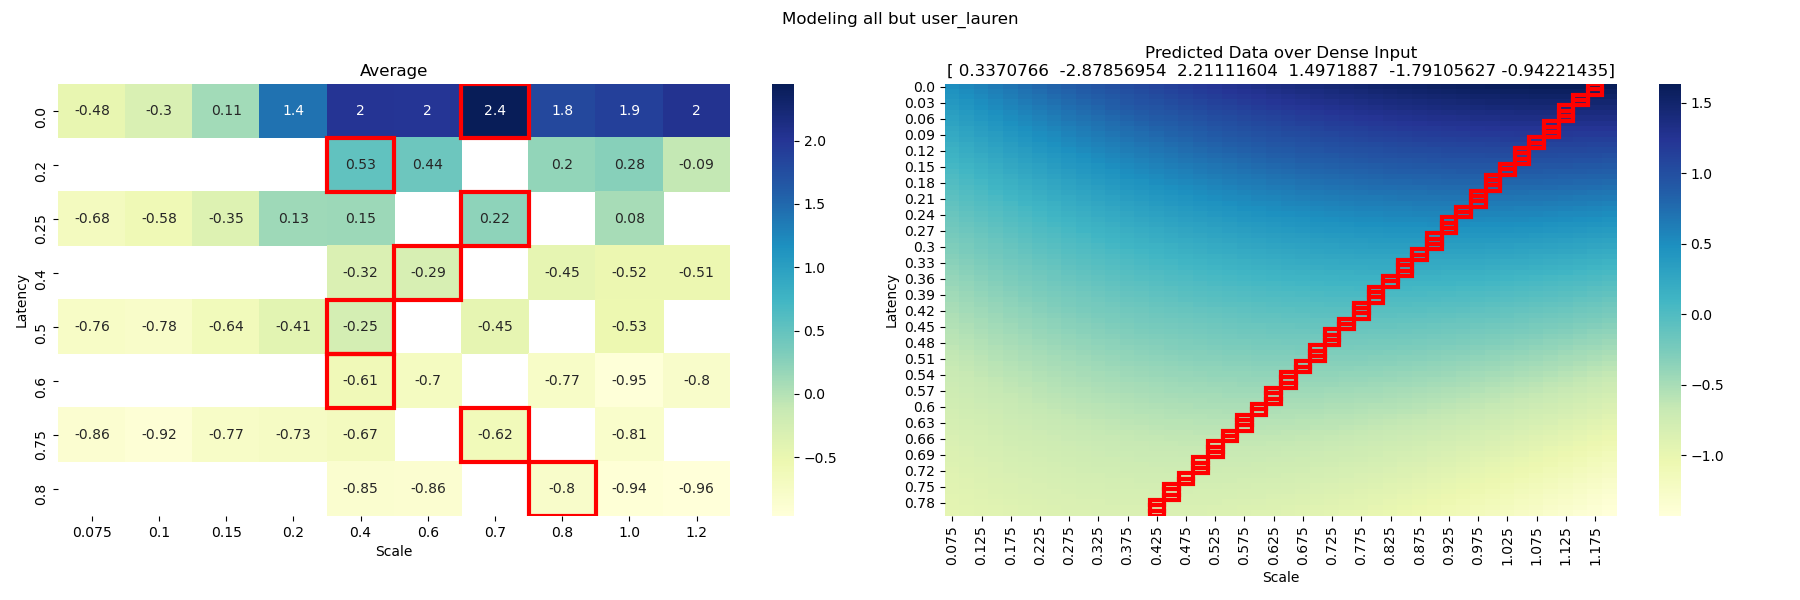 Modeling all but user_lauren
Average
0.0 -0.48 -0.3 0.11 1.4 2 2 2.4 1.8 1.9 2
0.2 0.53 0.44 0.2 0.28 -0.09
0.25 -0.68 -0.58 -0.35 0.13 0.15 0.22 0.08
0.4 -0.32 -0.29 -0.45 -0.52 -0.51
0.5 -0.76 -0.78 -0.64 -0.41 -0.25 -0.45 -0.53
0.6 -0.61 -0.7 -0.77 -0.95 -0.8
0.75 -0.86 -0.92 -0.77 -0.73 -0.67 -0.62 -0.81
0.8 -0.85 -0.86 -0.8 -0.94 -0.96
0.075 0.1 0.15 0.2 0.4 0.6 0.7 0.8 1.0 1.2
Scale
Latency
2.0
1.5
1.0
0.5
0.0
−0.5
Predicted Data over Dense Input
[ 0.3370766 -2.87856954 2.21111604 1.4971887 -1.79105627 -0.94221435]
0.0
0.03
0.06
0.09
0.12
0.15
0.18
0.21
0.24
0.27
0.3
0.33
0.36
0.39
0.42
0.45
0.48
0.51
0.54
0.57
0.6
0.63
0.66
0.69
0.72
0.75
0.78
Latency
0.075 0.125 0.175 0.225 0.275 0.325 0.375 0.425 0.475 0.525 0.575 0.625 0.675 0.725 0.775 0.825 0.875 0.925 0.975 1.025 1.075 1.125 1.175
Scale
1.5
1.0
0.5
0.0
−0.5
−1.0